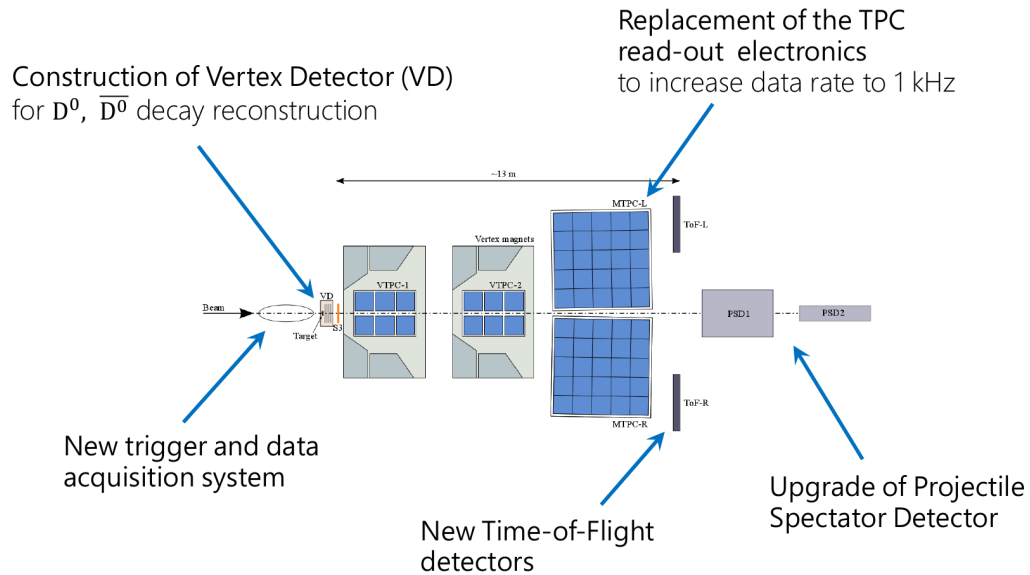 Replacement of the TPC
read-out electronics
to increase data rate to 1 kHz
Construction of Vertex Detector (VD)
for D⁰, D̅⁰ decay reconstruction
~13 m
MTPC-L
ToF-L
Vertex magnets
VTPC-1
VTPC-2
VD
Beam
Target
S3
PSD1
PSD2
ToF-R
MTPC-R
New trigger and data
acquisition system
Upgrade of Projectile
Spectator Detector
New Time-of-Flight
detectors